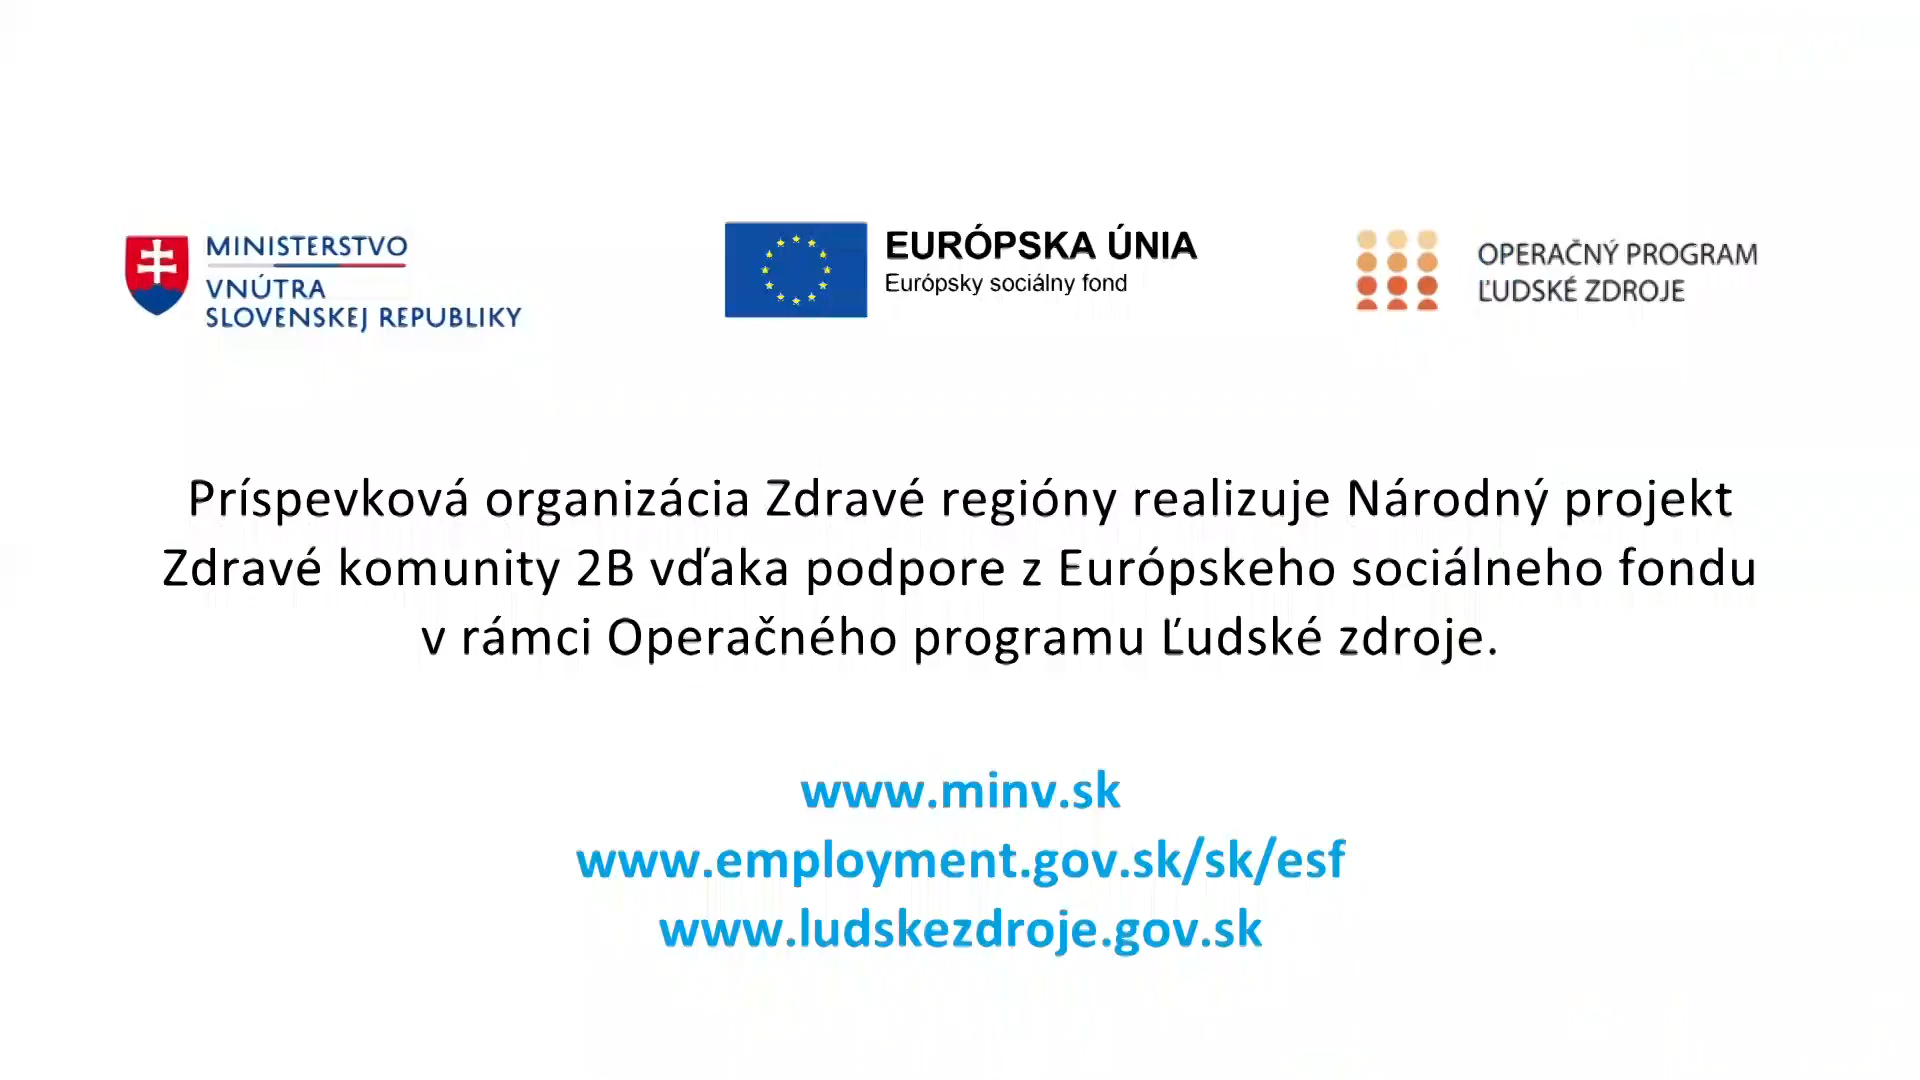 MINISTERSTVO
VNÚTRA
SLOVENSKEJ REPUBLIKY
EURÓPSKA ÚNIA
Európsky sociálny fond
OPERAČNÝ PROGRAM
ĽUDSKÉ ZDROJE
Príspevková organizácia Zdravé regióny realizuje Národný projekt
Zdravé komunity 2B vďaka podpore z Európskeho sociálneho fondu
v rámci Operačného programu Ľudské zdroje.
www.minv.sk
www.employment.gov.sk/sk/esf
www.ludskezdroje.gov.sk